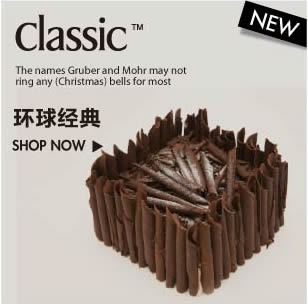 NEW
Classic™
The names Gruber and Mohr may not
ring any (Christmas) bells for most
环球经典
SHOP NOW ▶